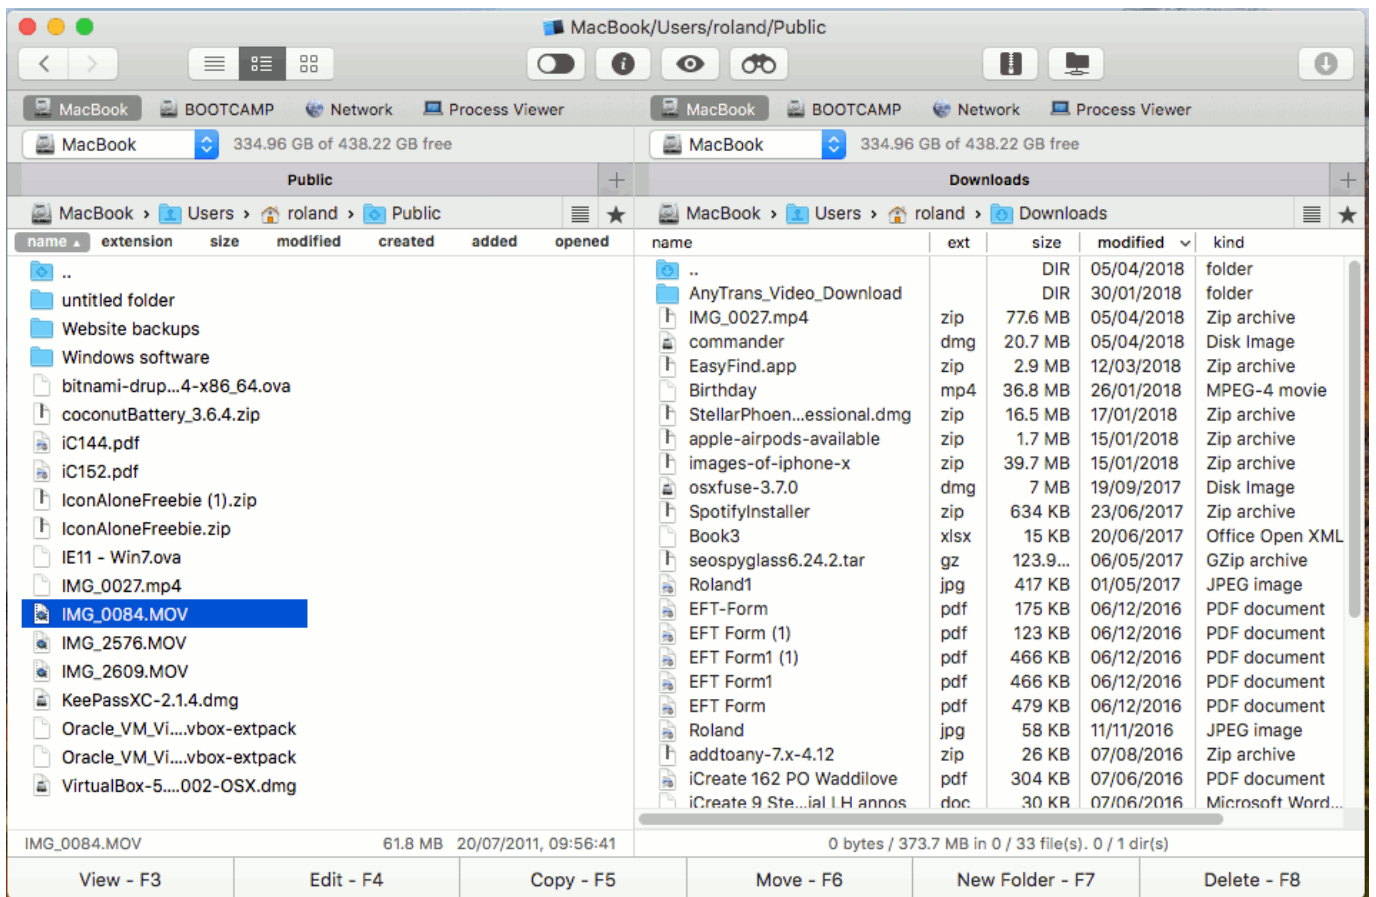 MacBook/Users/roland/Public
MacBook BOOTCAMP Network Process Viewer
MacBook 334.96 GB of 438.22 GB free
Public
MacBook › Users › roland › Public
name extension size modified created added opened
..
untitled folder
Website backups
Windows software
bitnami-drup...4-x86_64.ova
coconutBattery_3.6.4.zip
iC144.pdf
iC152.pdf
IconAloneFreebie (1).zip
IconAloneFreebie.zip
IE11 - Win7.ova
IMG_0027.mp4
IMG_0084.MOV
IMG_2576.MOV
IMG_2609.MOV
KeePassXC-2.1.4.dmg
Oracle_VM_Vi....vbox-extpack
Oracle_VM_Vi....vbox-extpack
VirtualBox-5....002-OSX.dmg
IMG_0084.MOV 61.8 MB 20/07/2011, 09:56:41
MacBook BOOTCAMP Network Process Viewer
MacBook 334.96 GB of 438.22 GB free
Downloads
MacBook › Users › roland › Downloads
name ext size modified kind
.. DIR 05/04/2018 folder
AnyTrans_Video_Download DIR 30/01/2018 folder
IMG_0027.mp4 zip 77.6 MB 05/04/2018 Zip archive
commander dmg 20.7 MB 05/04/2018 Disk Image
EasyFind.app zip 2.9 MB 12/03/2018 Zip archive
Birthday mp4 36.8 MB 26/01/2018 MPEG-4 movie
StellarPhoen...essional.dmg zip 16.5 MB 17/01/2018 Zip archive
apple-airpods-available zip 1.7 MB 15/01/2018 Zip archive
images-of-iphone-x zip 39.7 MB 15/01/2018 Zip archive
osxfuse-3.7.0 dmg 7 MB 19/09/2017 Disk Image
SpotifyInstaller zip 634 KB 23/06/2017 Zip archive
Book3 xlsx 15 KB 20/06/2017 Office Open XML
seospyglass6.24.2.tar gz 123.9... 06/05/2017 GZip archive
Roland1 jpg 417 KB 01/05/2017 JPEG image
EFT-Form pdf 175 KB 06/12/2016 PDF document
EFT Form (1) pdf 123 KB 06/12/2016 PDF document
EFT Form1 (1) pdf 466 KB 06/12/2016 PDF document
EFT Form1 pdf 466 KB 06/12/2016 PDF document
EFT Form pdf 479 KB 06/12/2016 PDF document
Roland jpg 58 KB 11/11/2016 JPEG image
addtoany-7.x-4.12 zip 26 KB 07/08/2016 Zip archive
iCreate 162 PO Waddilove pdf 304 KB 07/06/2016 PDF document
iCreate 9 Ste...ial LH annos doc 30 KB 07/06/2016 Microsoft Word...
0 bytes / 373.7 MB in 0 / 33 file(s). 0 / 1 dir(s)
View - F3 Edit - F4 Copy - F5 Move - F6 New Folder - F7 Delete - F8